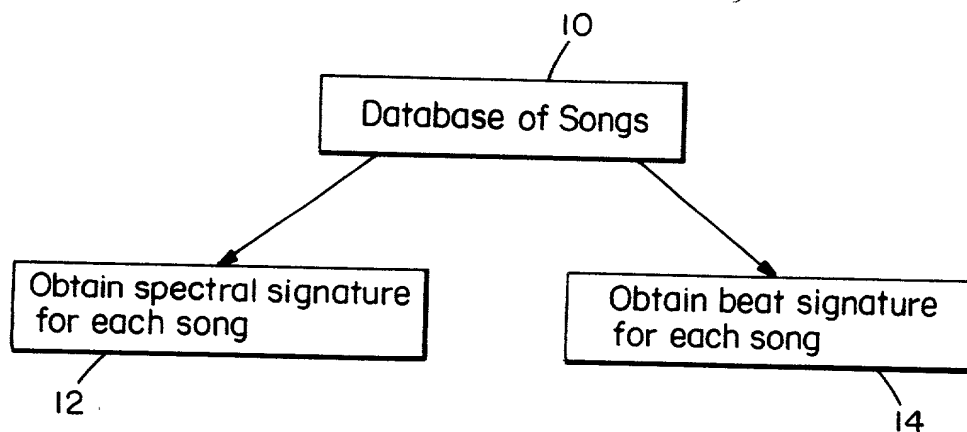 10
Database of Songs
Obtain spectral signature
for each song
Obtain beat signature
for each song
12
14